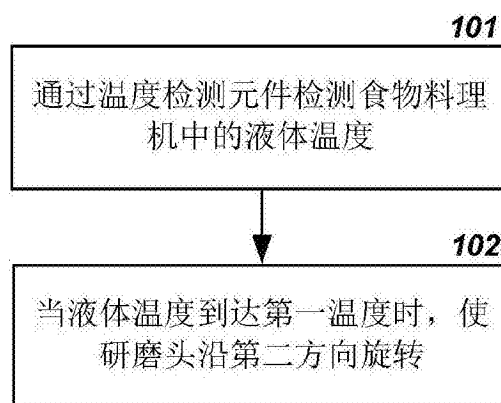 101
通过温度检测元件检测食物料理
机中的液体温度
102
当液体温度到达第一温度时，使
研磨头沿第二方向旋转